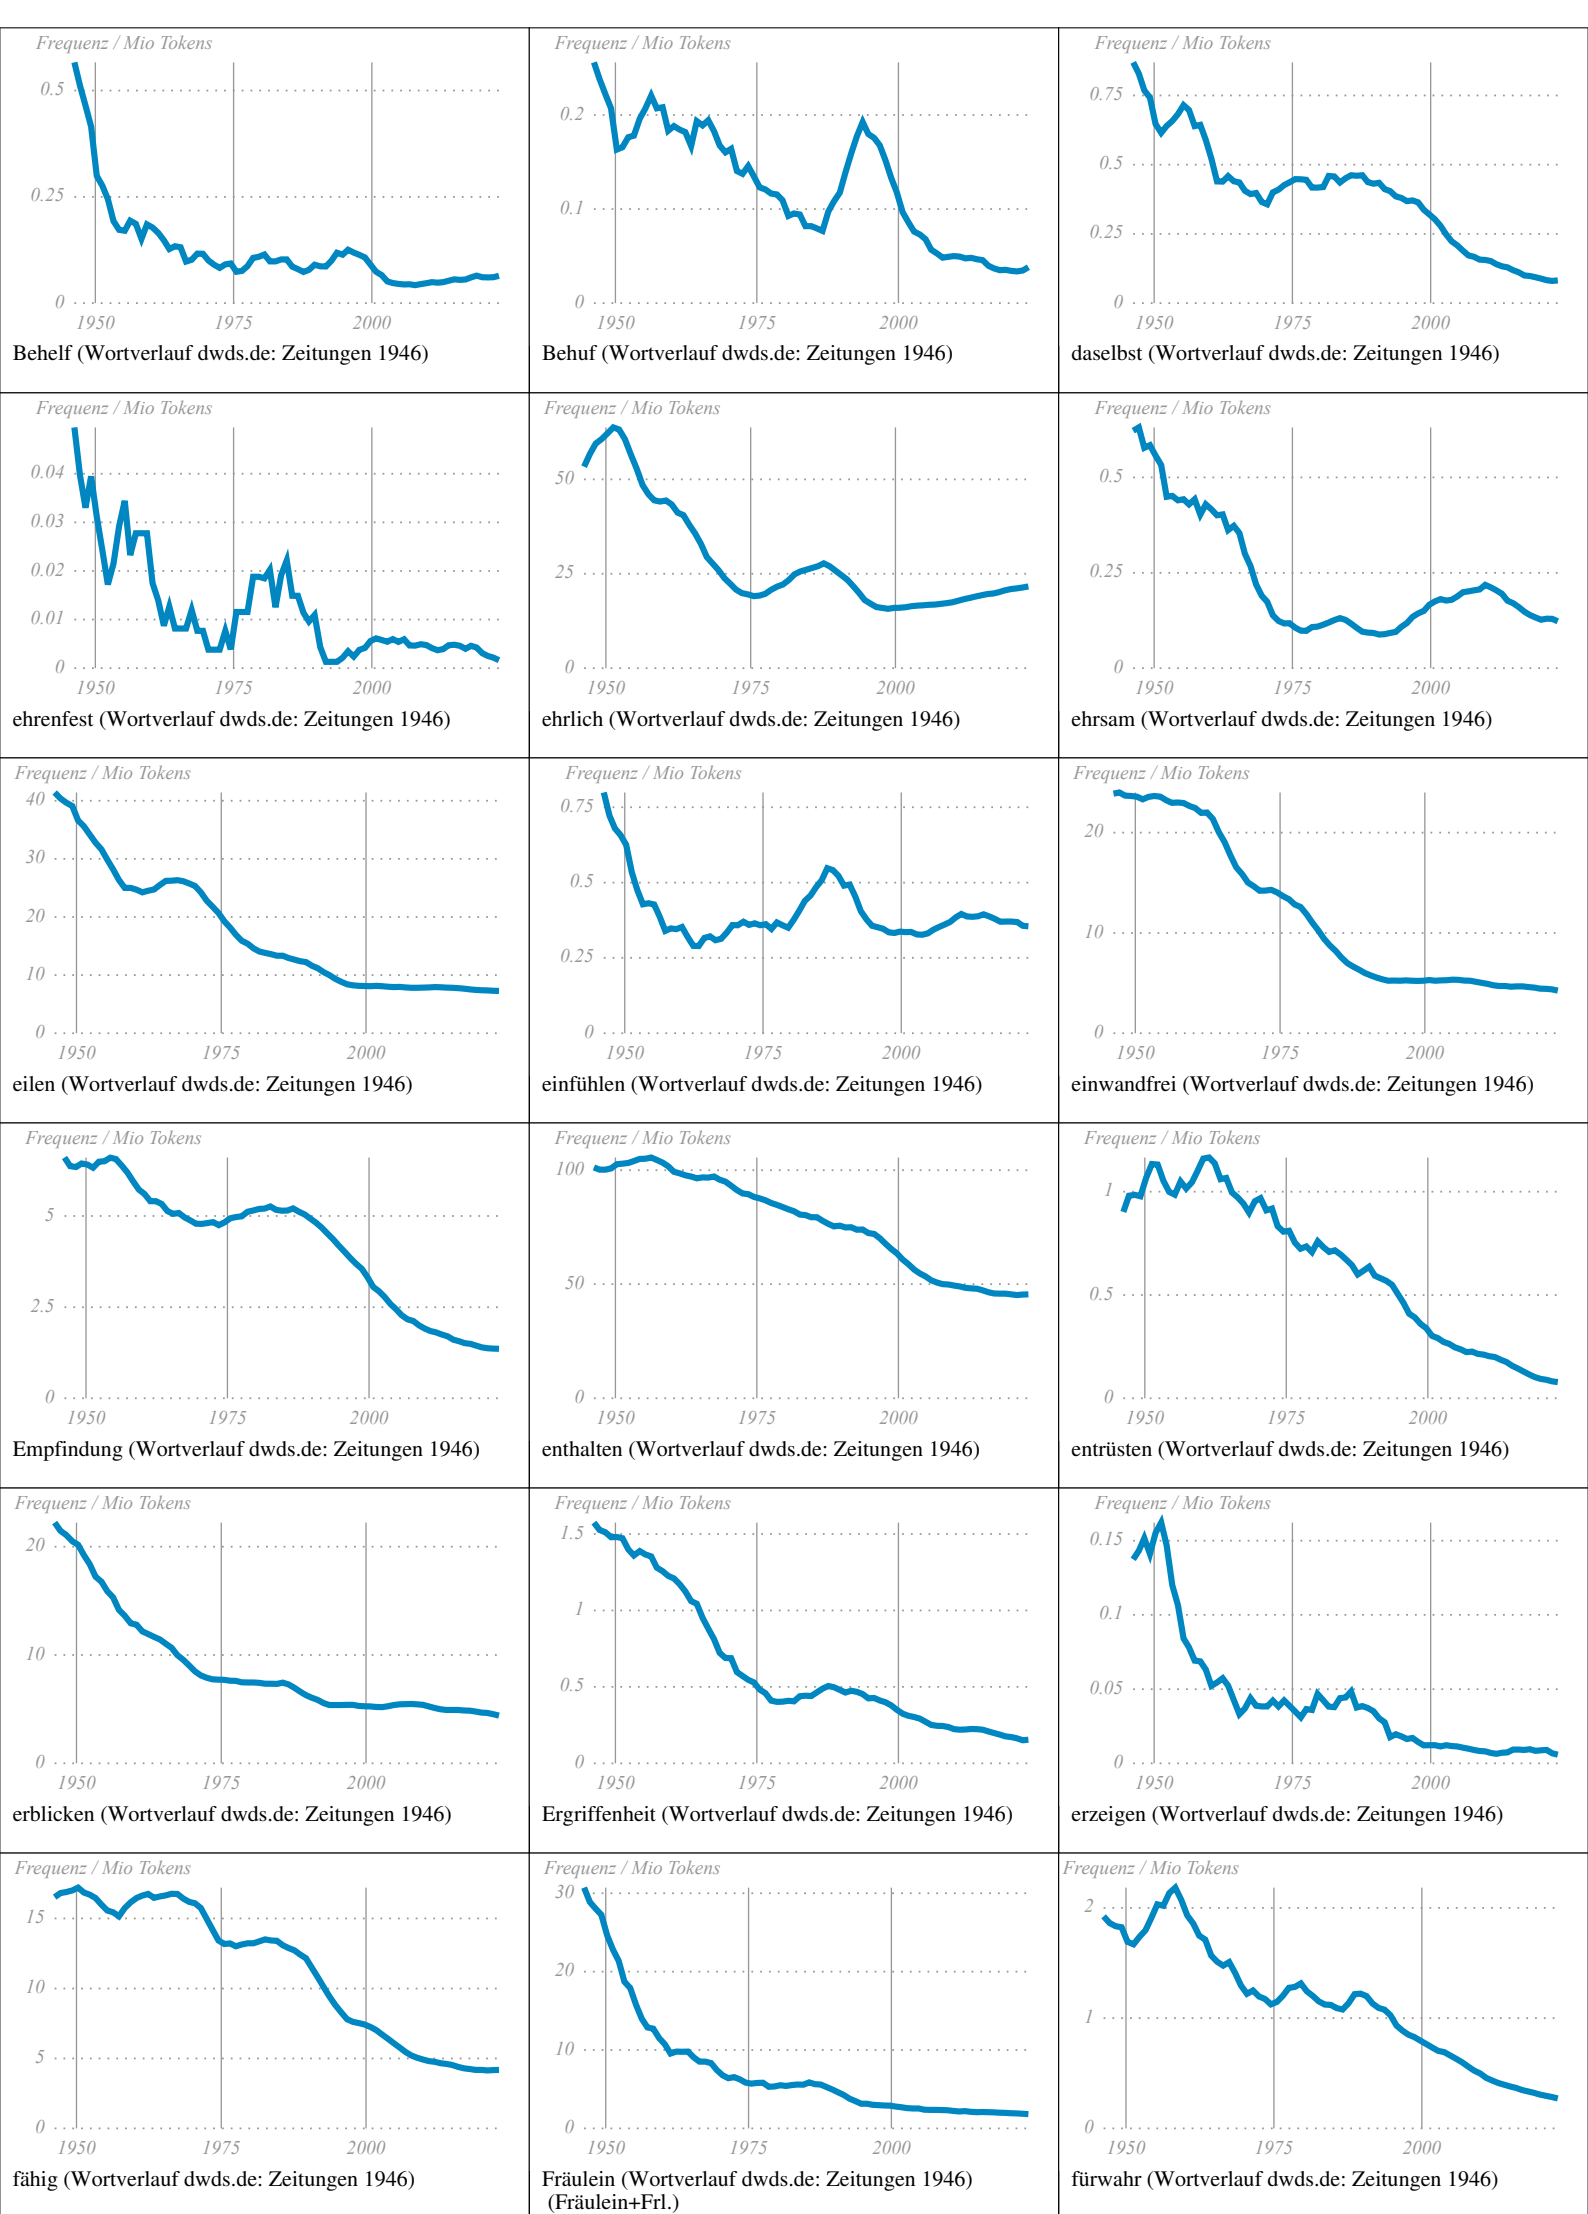 Frequenz / Mio Tokens
0.5
0.25
0
1950 1975 2000
Behelf (Wortverlauf dwds.de: Zeitungen 1946)
Frequenz / Mio Tokens
0.2
0.1
0
1950 1975 2000
Behuf (Wortverlauf dwds.de: Zeitungen 1946)
Frequenz / Mio Tokens
0.75
0.5
0.25
0
1950 1975 2000
daselbst (Wortverlauf dwds.de: Zeitungen 1946)
Frequenz / Mio Tokens
0.04
0.03
0.02
0.01
0
1950 1975 2000
ehrenfest (Wortverlauf dwds.de: Zeitungen 1946)
Frequenz / Mio Tokens
50
25
0
1950 1975 2000
ehrlich (Wortverlauf dwds.de: Zeitungen 1946)
Frequenz / Mio Tokens
0.5
0.25
0
1950 1975 2000
ehrsam (Wortverlauf dwds.de: Zeitungen 1946)
Frequenz / Mio Tokens
40
30
20
10
0
1950 1975 2000
eilen (Wortverlauf dwds.de: Zeitungen 1946)
Frequenz / Mio Tokens
0.75
0.5
0.25
0
1950 1975 2000
einfühlen (Wortverlauf dwds.de: Zeitungen 1946)
Frequenz / Mio Tokens
20
10
0
1950 1975 2000
einwandfrei (Wortverlauf dwds.de: Zeitungen 1946)
Frequenz / Mio Tokens
5
2.5
0
1950 1975 2000
Empfindung (Wortverlauf dwds.de: Zeitungen 1946)
Frequenz / Mio Tokens
100
50
0
1950 1975 2000
enthalten (Wortverlauf dwds.de: Zeitungen 1946)
Frequenz / Mio Tokens
1
0.5
0
1950 1975 2000
entrüsten (Wortverlauf dwds.de: Zeitungen 1946)
Frequenz / Mio Tokens
20
10
0
1950 1975 2000
erblicken (Wortverlauf dwds.de: Zeitungen 1946)
Frequenz / Mio Tokens
1.5
1
0.5
0
1950 1975 2000
Ergriffenheit (Wortverlauf dwds.de: Zeitungen 1946)
Frequenz / Mio Tokens
0.15
0.1
0.05
0
1950 1975 2000
erzeigen (Wortverlauf dwds.de: Zeitungen 1946)
Frequenz / Mio Tokens
15
10
5
0
1950 1975 2000
fähig (Wortverlauf dwds.de: Zeitungen 1946)
Frequenz / Mio Tokens
30
20
10
0
1950 1975 2000
Fräulein (Wortverlauf dwds.de: Zeitungen 1946)
(Fräulein+Frl.)
Frequenz / Mio Tokens
2
1
0
1950 1975 2000
fürwahr (Wortverlauf dwds.de: Zeitungen 1946)